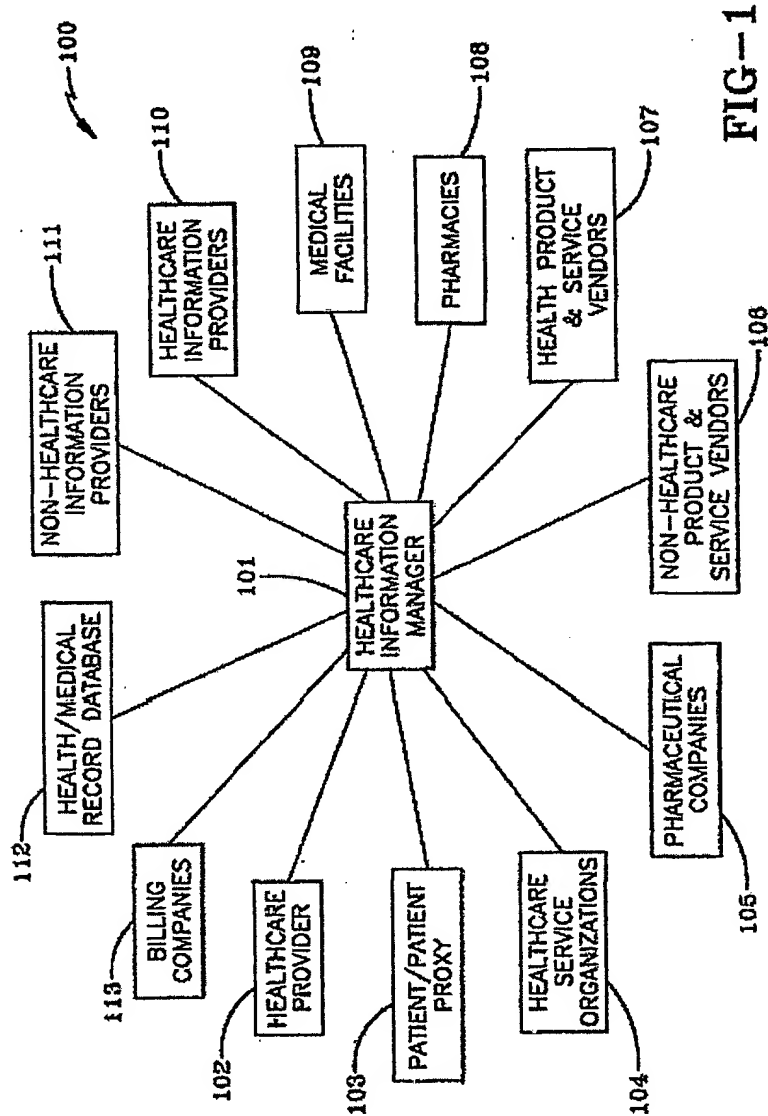 100
111
NON-HEALTHCARE
INFORMATION
PROVIDERS
110
HEALTHCARE
INFORMATION
PROVIDERS
112
HEALTH/MEDICAL
RECORD DATABASE
109
MEDICAL
FACILITIES
113
BILLING
COMPANIES
101
HEALTHCARE
INFORMATION
MANAGER
108
PHARMACIES
102
HEALTHCARE
PROVIDER
107
HEALTH PRODUCT
& SERVICE
VENDORS
103
PATIENT/PATIENT
PROXY
106
NON-HEALTHCARE
PRODUCT &
SERVICE VENDORS
104
HEALTHCARE
SERVICE
ORGANIZATIONS
105
PHARMACEUTICAL
COMPANIES
FIG-1